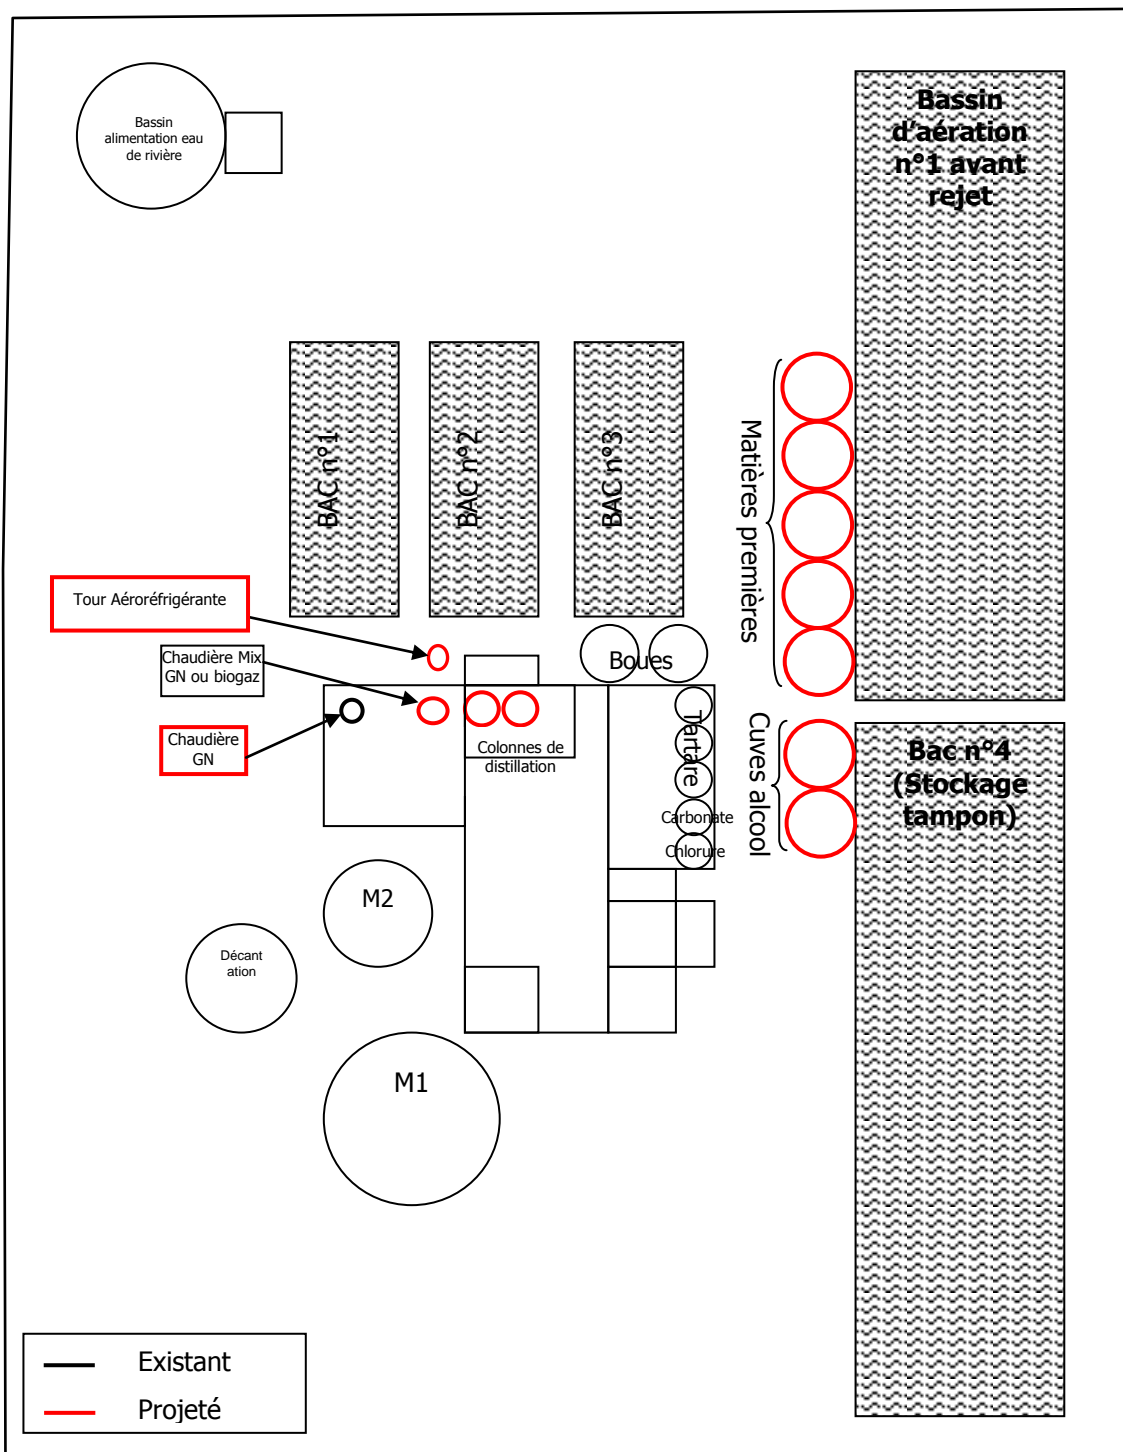 Bassin
alimentation eau
de rivière
Bassin
d’aération
n°1 avant
rejet
BAC n°1
BAC n°2
BAC n°3
Matières premières
Tour Aéroréfrigérante
Chaudière Mix
GN ou biogaz
Chaudière
GN
Boues
Colonnes de
distillation
Tartare
Carbonate
Chlorure
Cuves alcool
Bac n°4
(Stockage
tampon)
M2
Décant
ation
M1
Existant
Projeté